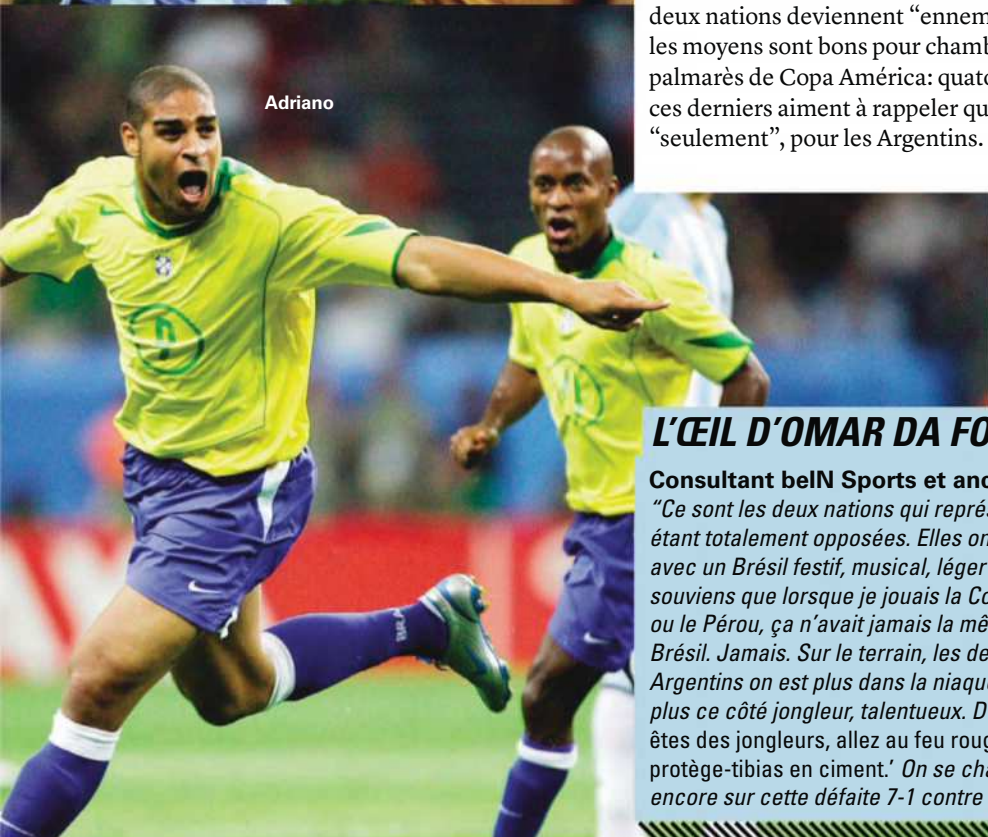 deux nations deviennent “ennem
les moyens sont bons pour chamb
palmarès de Copa América: quato
ces derniers aiment à rappeler qu
“seulement”, pour les Argentins.
Adriano
L’ŒIL D’OMAR DA FO
Consultant beIN Sports et anc
“Ce sont les deux nations qui représ
étant totalement opposées. Elles on
avec un Brésil festif, musical, léger
souviens que lorsque je jouais la Co
ou le Pérou, ça n’avait jamais la mê
Brésil. Jamais. Sur le terrain, les de
Argentins on est plus dans la niaque
plus ce côté jongleur, talentueux. D
êtes des jongleurs, allez au feu roug
protège-tibias en ciment.’ On se cha
encore sur cette défaite 7-1 contre
BRA